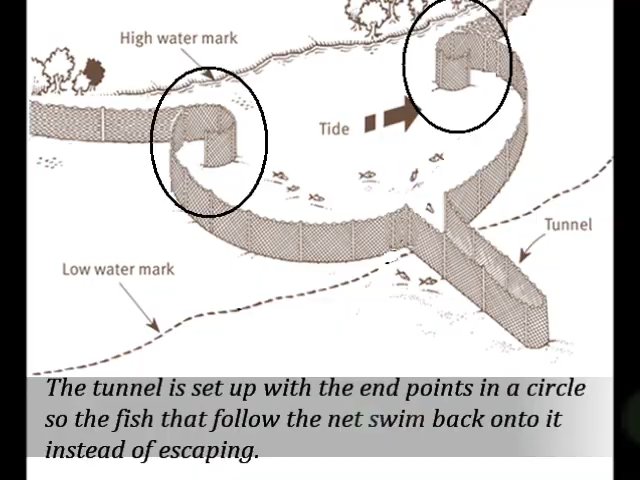 High water mark
Tide
Tunnel
Low water mark
The tunnel is set up with the end points in a circle
so the fish that follow the net swim back onto it
instead of escaping.